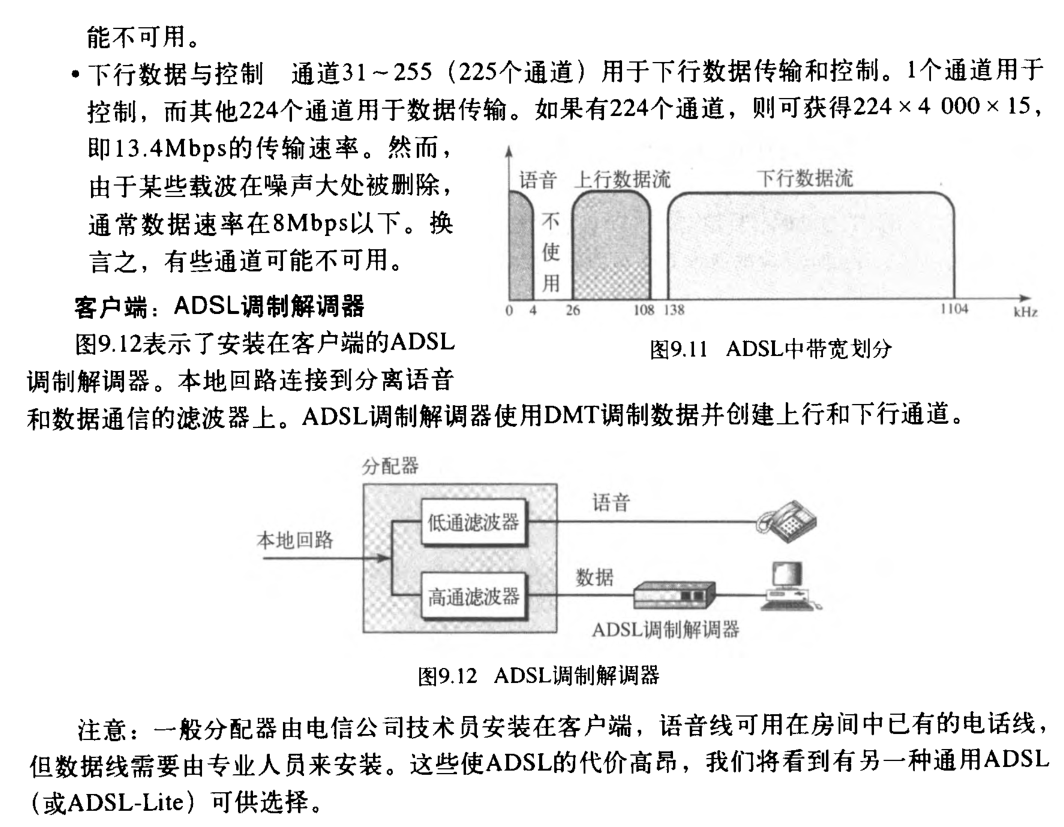 能不可用。
•下行数据与控制　通道31～255（225个通道）用于下行数据传输和控制。1个通道用于
控制，而其他224个通道用于数据传输。如果有224个通道，则可获得224×4 000×15，
即13.4Mbps的传输速率。然而，
由于某些载波在噪声大处被删除，
通常数据速率在8Mbps以下。换
言之，有些通道可能不可用。
客户端：ADSL调制解调器
图9.12表示了安装在客户端的ADSL
调制解调器。本地回路连接到分离语音
语音 上行数据流 下行数据流
不
使
用
0 4 26 108 138 1104 kHz
图9.11 ADSL中带宽划分
和数据通信的滤波器上。ADSL调制解调器使用DMT调制数据并创建上行和下行通道。
分配器
低通滤波器
语音
本地回路
高通滤波器
数据
ADSL调制解调器
图9.12 ADSL调制解调器
注意：一般分配器由电信公司技术员安装在客户端，语音线可用在房间中已有的电话线，
但数据线需要由专业人员来安装。这些使ADSL的代价高昂，我们将看到有另一种通用ADSL
（或ADSL-Lite）可供选择。